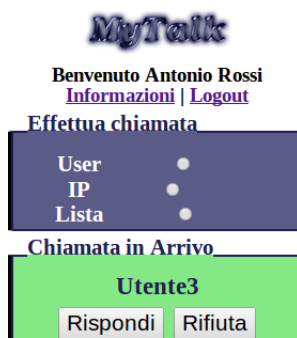 MyTalk
Benvenuto Antonio Rossi
Informazioni | Logout
Effettua chiamata
User
IP
Lista
Chiamata in Arrivo
Utente3
Rispondi Rifiuta